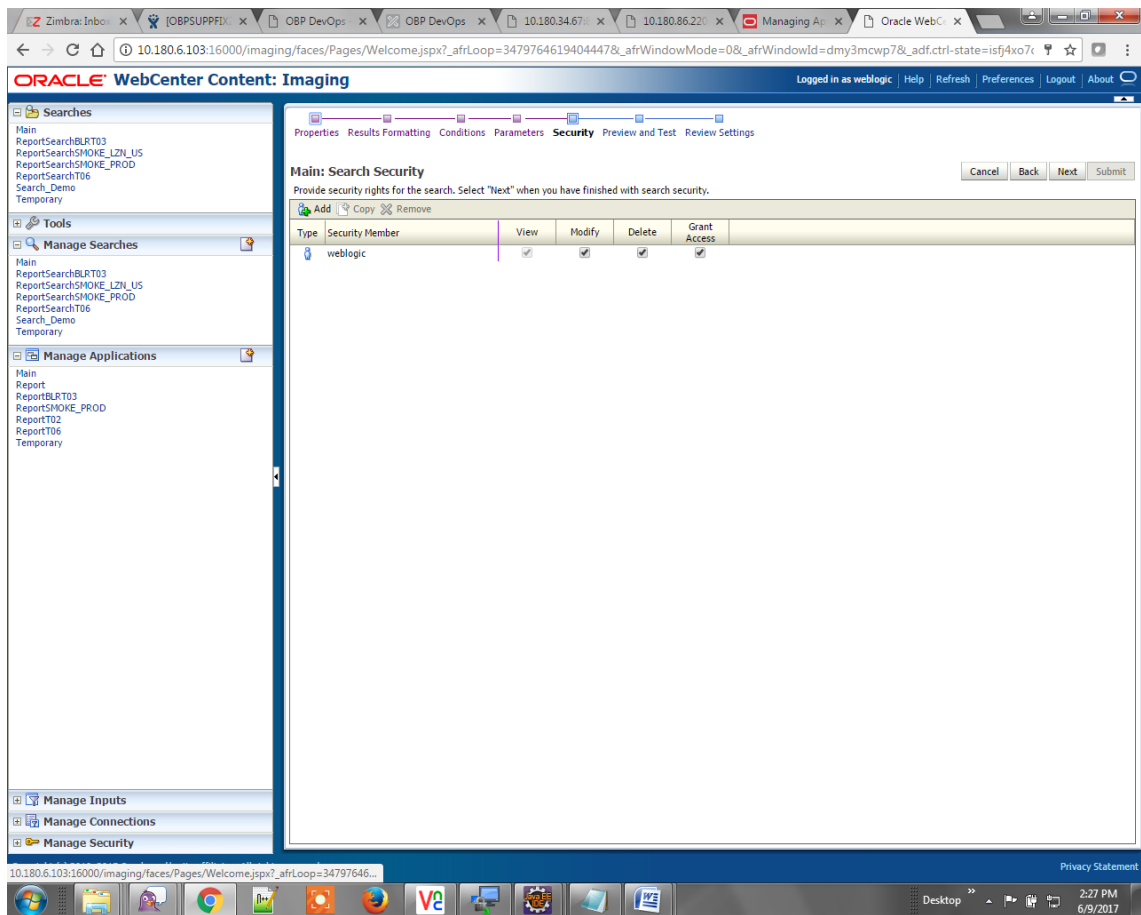 Zimbra: Inbo
[OBPSUPPFIX
OBP DevOps
OBP DevOps
10.180.34.67:
10.180.86.220
Managing Ap
Oracle WebCe
10.180.6.103:16000/imaging/faces/Pages/Welcome.jspx?_afrLoop=347976461940444​7&_afrWindowMode=0&_afrWindowId=dmy3mcwp7&_adf.ctrl-state=isfj4xo7c
ORACLE WebCenter Content: Imaging
Logged in as weblogic | Help | Refresh | Preferences | Logout | About
Searches
Main
ReportSearchBLRT03
ReportSearchSMOKE_LZN_US
ReportSearchSMOKE_PROD
ReportSearchT06
Search_Demo
Temporary
Tools
Manage Searches
Main
ReportSearchBLRT03
ReportSearchSMOKE_LZN_US
ReportSearchSMOKE_PROD
ReportSearchT06
Search_Demo
Temporary
Manage Applications
Main
Report
ReportBLRT03
ReportSMOKE_PROD
ReportT02
ReportT06
Temporary
Manage Inputs
Manage Connections
Manage Security
Properties Results Formatting Conditions Parameters Security Preview and Test Review Settings
Main: Search Security
Cancel Back Next Submit
Provide security rights for the search. Select "Next" when you have finished with search security.
Add Copy Remove
Type Security Member View Modify Delete Grant Access
weblogic
Privacy Statement
10.180.6.103:16000/imaging/faces/Pages/Welcome.jspx?_afrLoop=34797646...
Desktop
2:27 PM
6/9/2017